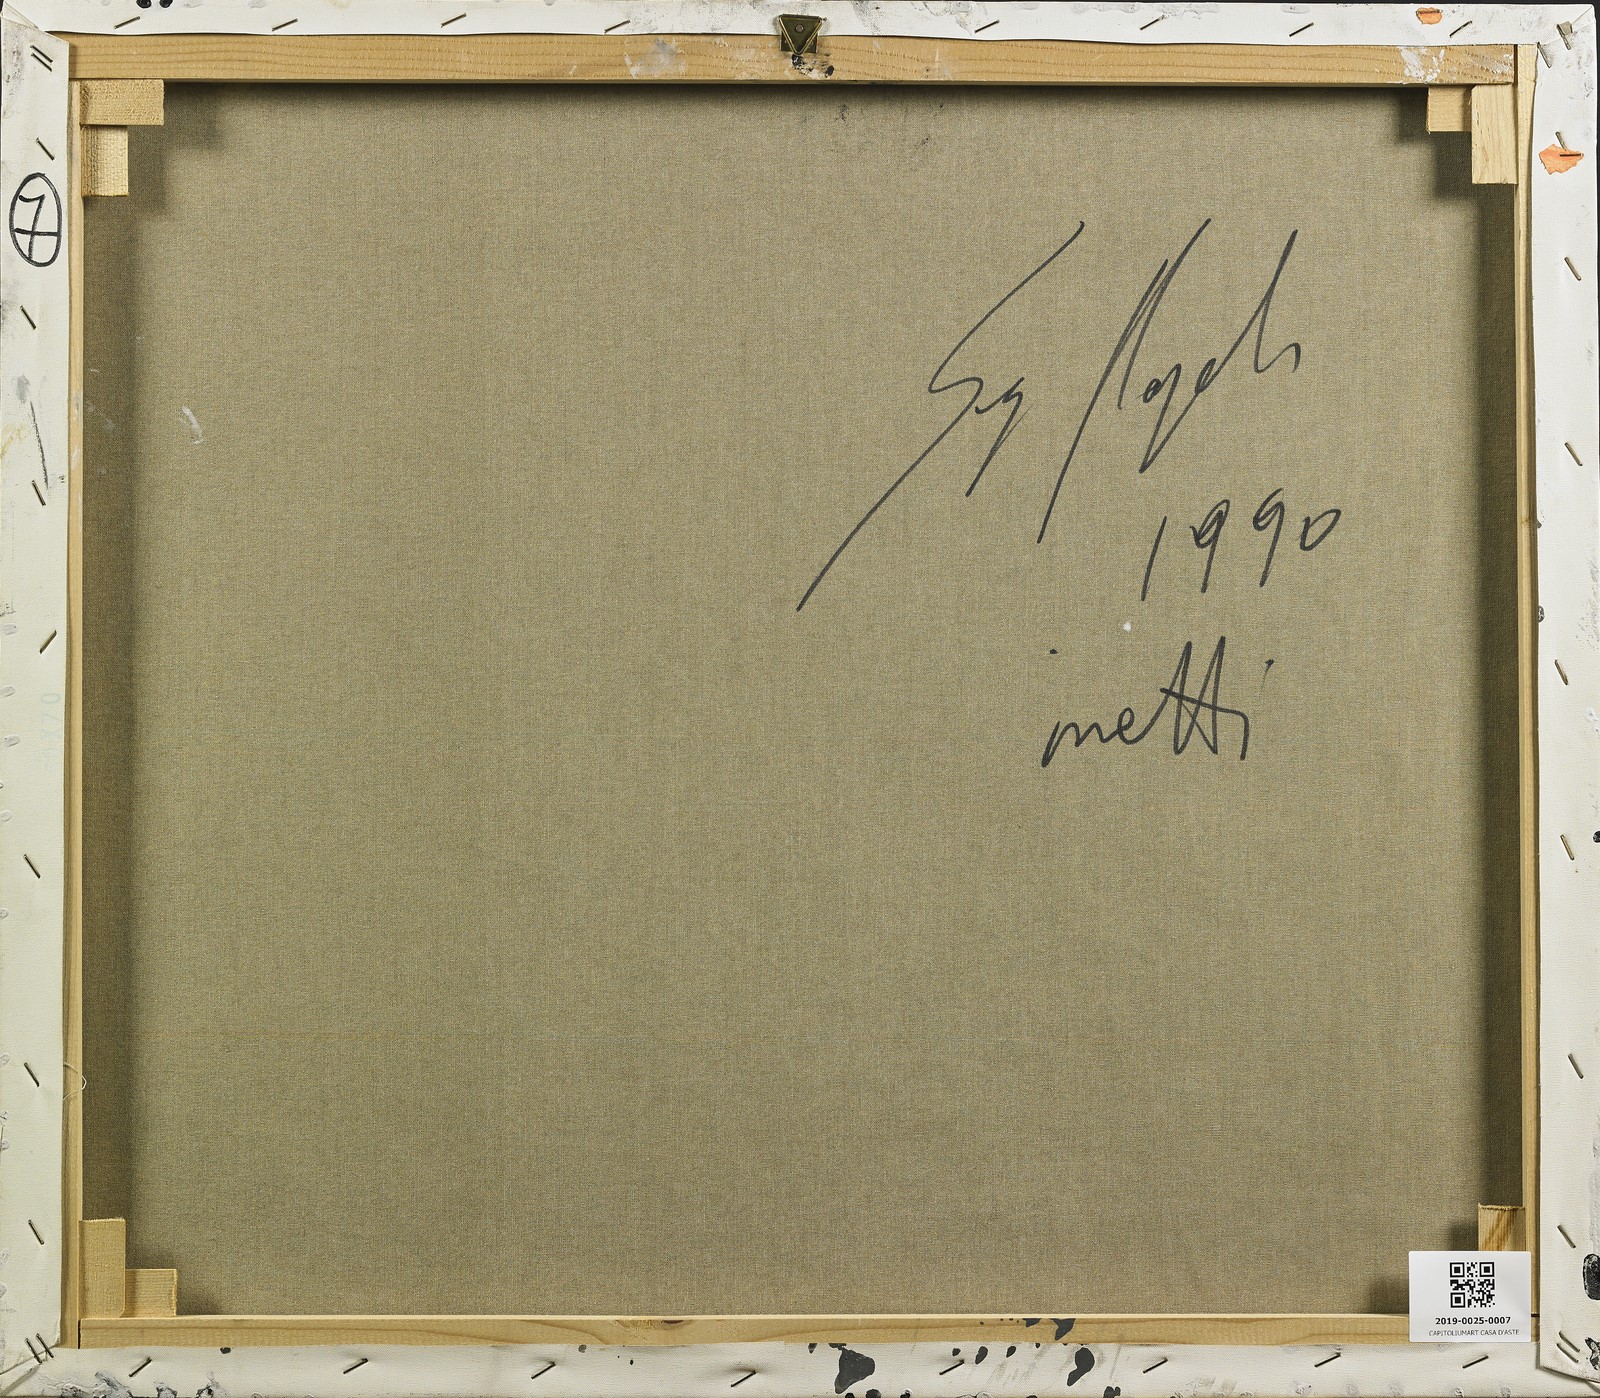 7
1990
inetti
2019-0025-0007
CAPITOLIUMART CASA D'ASTE